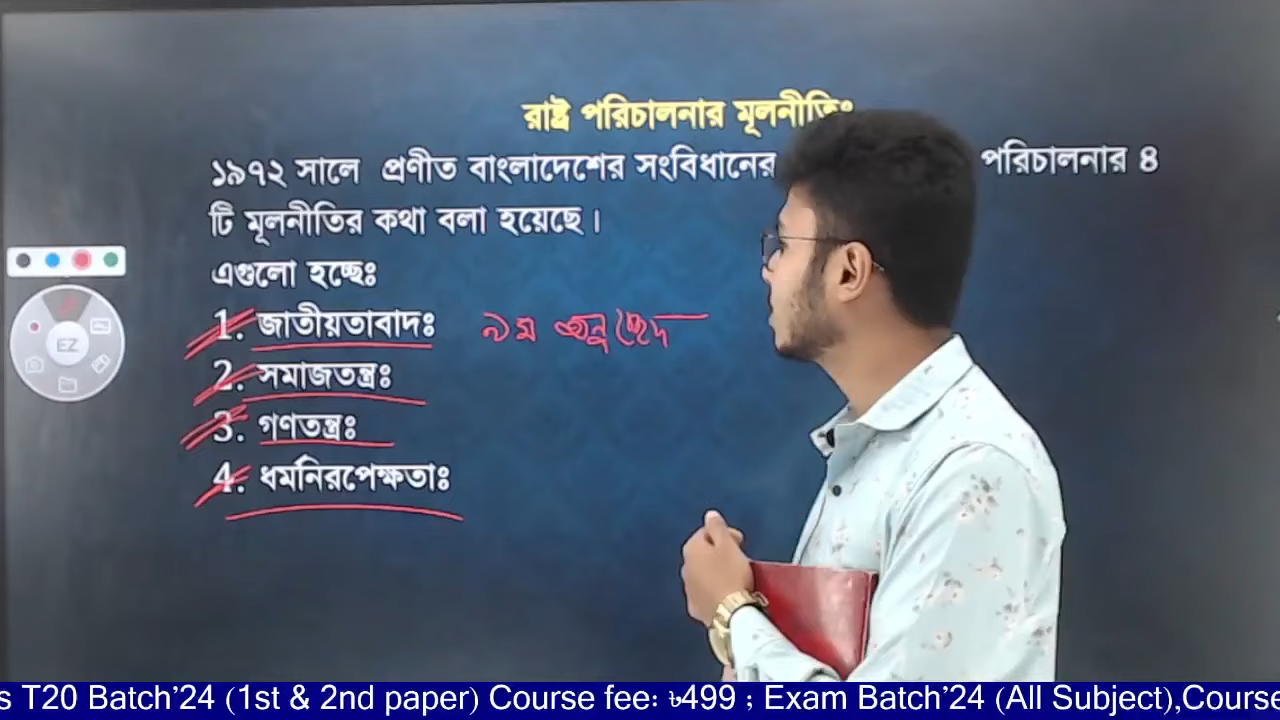 রাষ্ট্র পরিচালনার মূলনীতিঃ
১৯৭২ সালে প্রণীত বাংলাদেশের সংবিধানের পরিচালনার ৪
টি মূলনীতির কথা বলা হয়েছে।
এগুলো হচ্ছেঃ
1. জাতীয়তাবাদঃ ৯ম অনুচ্ছেদ
2. সমাজতন্ত্রঃ
3. গণতন্ত্রঃ
4. ধর্মনিরপেক্ষতাঃ
EZ
s T20 Batch’24 (1st & 2nd paper) Course fee: ৳499 ; Exam Batch’24 (All Subject),Course